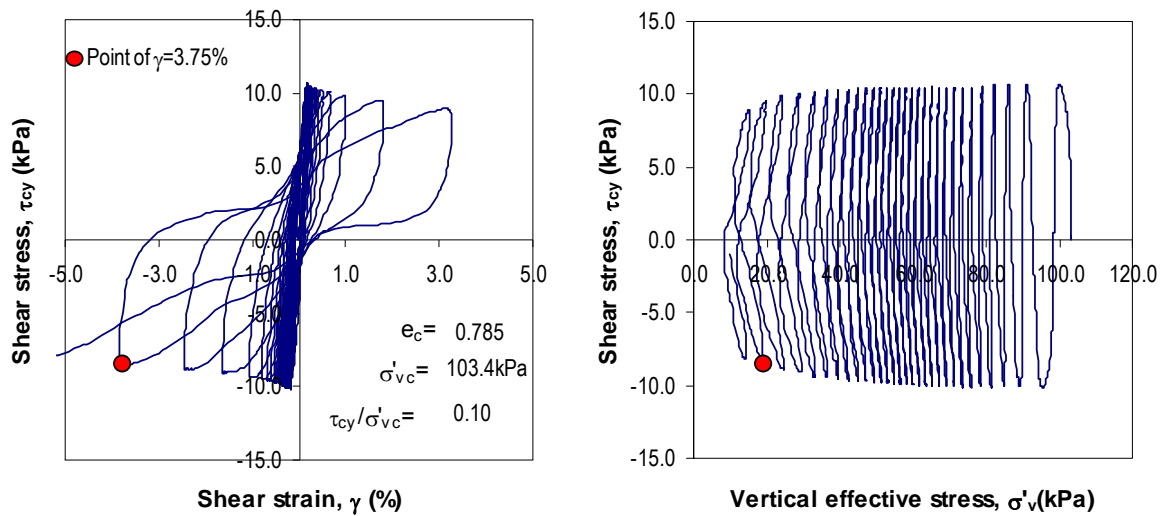 15.0
Point of γ=3.75%
10.0
5.0
0.0
-5.0 -3.0 -1.0 1.0 3.0 5.0
-5.0
-10.0
-15.0
e_c= 0.785
σ'_vc= 103.4kPa
τ_cy/σ'_vc= 0.10
Shear stress, τ_cy (kPa)
Shear strain, γ (%)
15.0
10.0
5.0
0.0
0.0 20.0 40.0 60.0 80.0 100.0 120.0
-5.0
-10.0
-15.0
Shear stress, τ_cy (kPa)
Vertical effective stress, σ'_v(kPa)